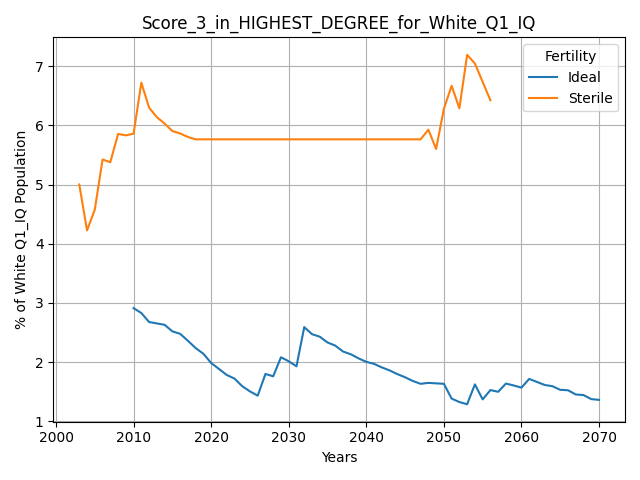 Score_3_in_HIGHEST_DEGREE_for_White_Q1_IQ
Fertility
Ideal
Sterile
% of White Q1_IQ Population
7
6
5
4
3
2
1
2000 2010 2020 2030 2040 2050 2060 2070
Years